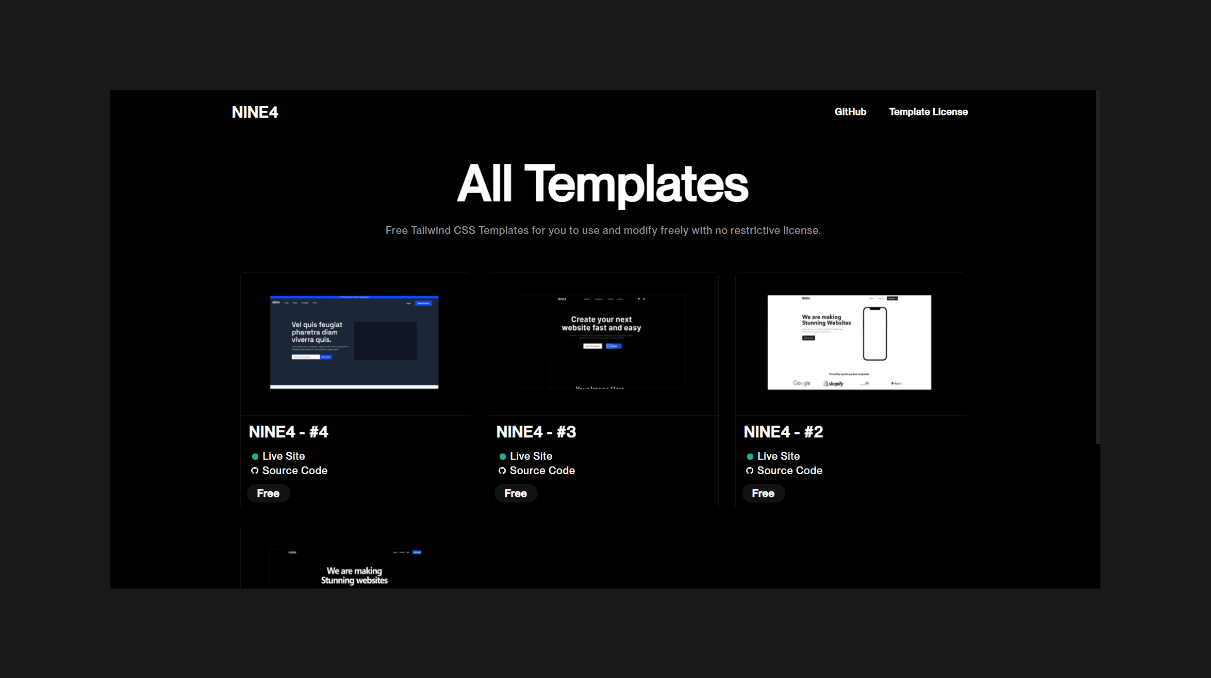 NINE4
GitHub
Template License
All Templates
Free Tailwind CSS Templates for you to use and modify freely with no restrictive license.
Vel quis feugiat
pharetra diam
viverra quis.
Create your next
website fast and easy
Your Image Here
We are making
Stunning Websites
Google
shopify
NINE4 - #4
Live Site
Source Code
Free
NINE4 - #3
Live Site
Source Code
Free
NINE4 - #2
Live Site
Source Code
Free
We are making
Stunning websites